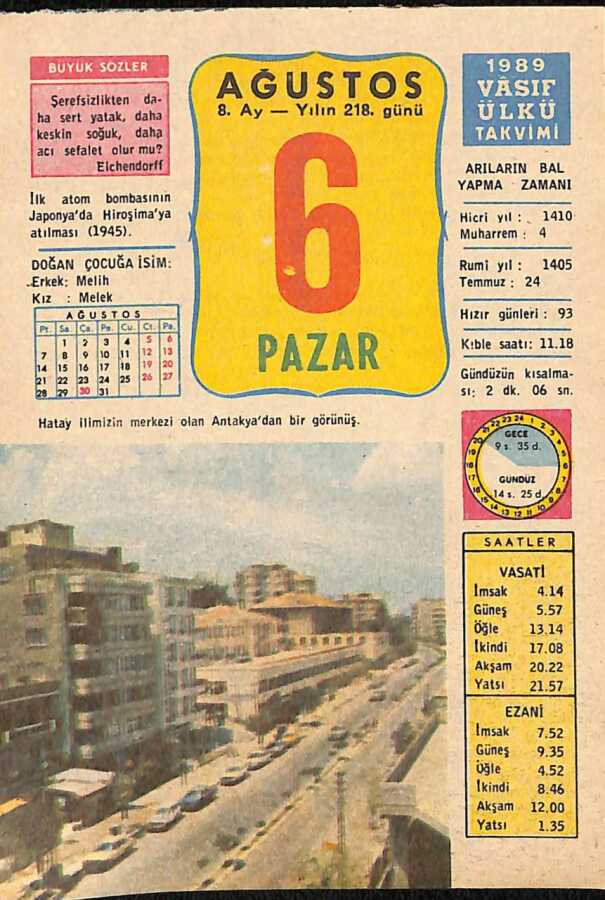 BÜYÜK SÖZLER
Şerefsizlikten da-
ha sert yatak, daha
keskin soğuk, daha
acı sefalet olur mu?
Eichendorff
İlk atom bombasının
Japonya'da Hiroşima'ya
atılması (1945).
DOĞAN ÇOCUĞA İSİM:
Erkek: Melih
Kız : Melek
AĞUSTOS
Pt. Sa. Ça. Pe. Cu. Ct. Pa.
1 2 3 4 5 6
7 8 9 10 11 12 13
14 15 16 17 18 19 20
21 22 23 24 25 26 27
28 29 30 31
AĞUSTOS
8. Ay — Yılın 218. günü
6
PAZAR
1989
VÂSIF
ÜLKÜ
TAKVİMİ
ARILARIN BAL
YAPMA ZAMANI
Hicri yıl : 1410
Muharrem : 4
Rumi yıl : 1405
Temmuz : 24
Hızır günleri : 93
Kıble saatı: 11.18
Gündüzün kısalma-
sı: 2 dk. 06 sn.
Hatay ilimizin merkezi olan Antakya'dan bir görünüş.
GECE
9 s. 35 d.
GÜNDÜZ
14 s. 25 d.
SAATLER
VASATİ
İmsak 4.14
Güneş 5.57
Öğle 13.14
İkindi 17.08
Akşam 20.22
Yatsı 21.57
EZANİ
İmsak 7.52
Güneş 9.35
Öğle 4.52
İkindi 8.46
Akşam 12.00
Yatsı 1.35